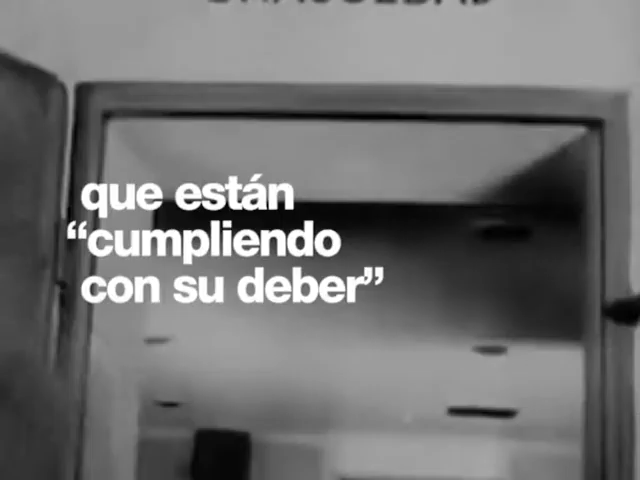 que están
“cumpliendo
con su deber”